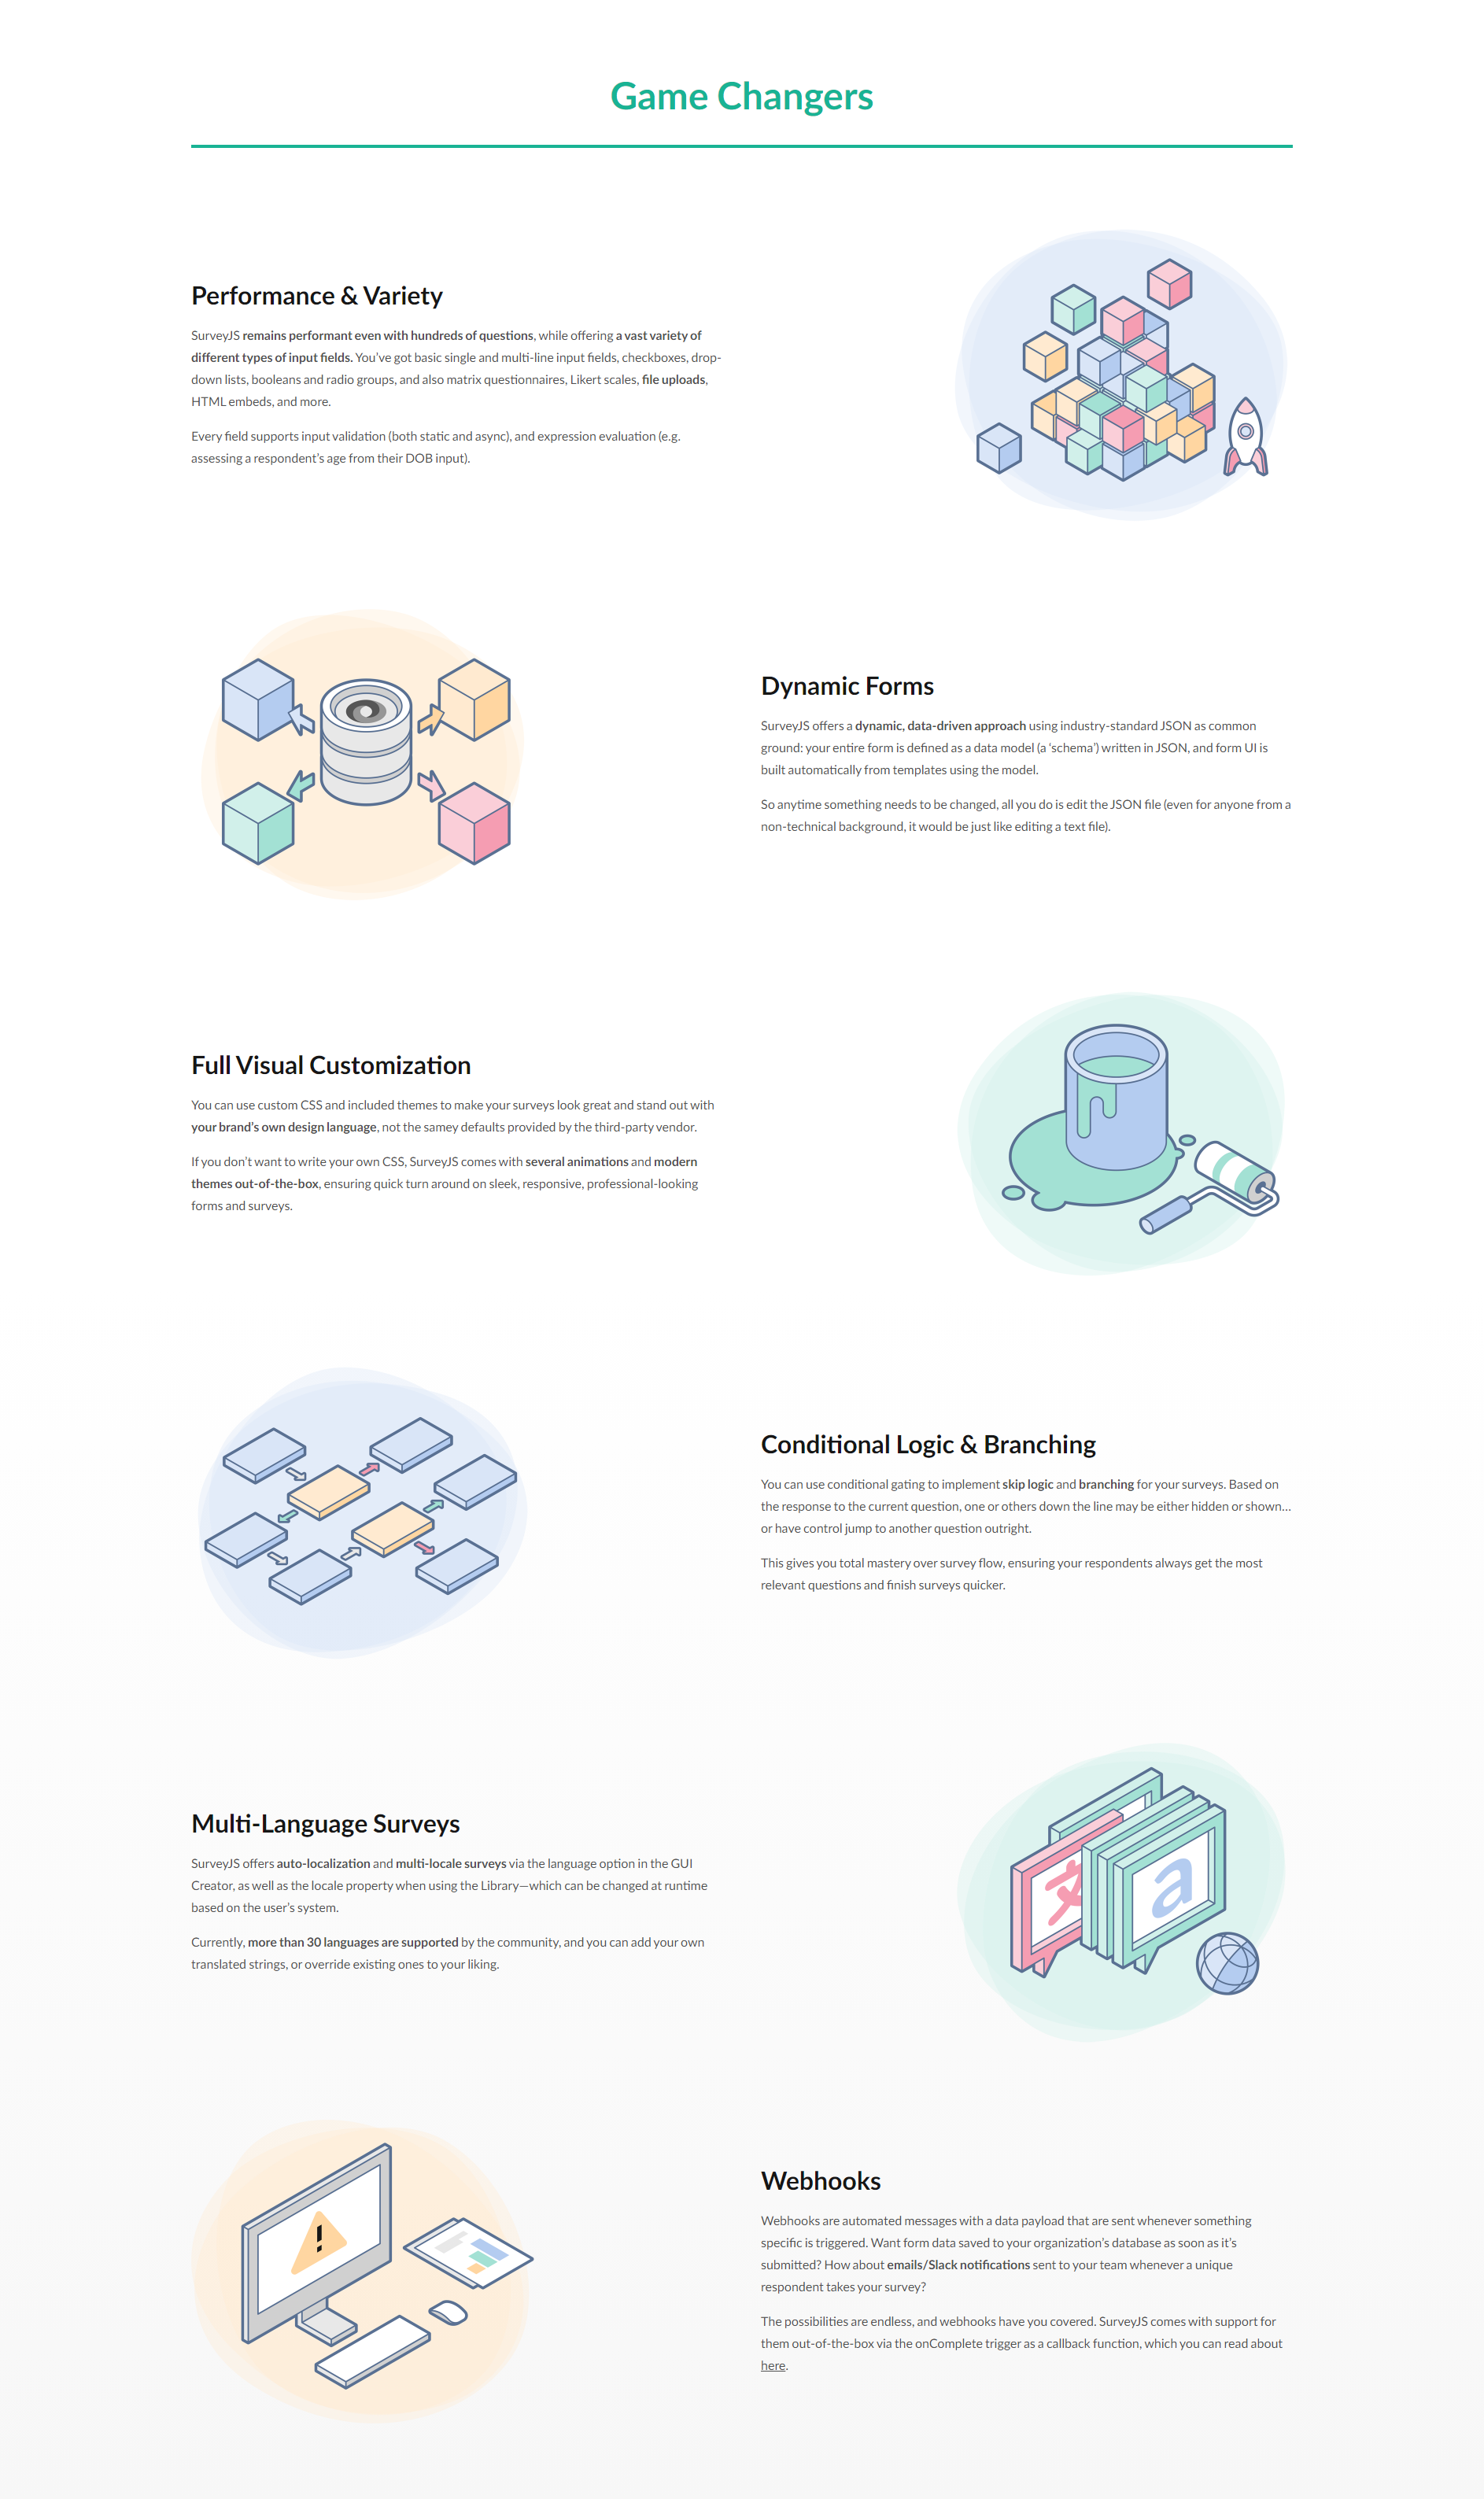 Game Changers
Performance & Variety
SurveyJS remains performant even with hundreds of questions, while offering a vast variety of
different types of input fields. You’ve got basic single and multi-line input fields, checkboxes, drop-
down lists, booleans and radio groups, and also matrix questionnaires, Likert scales, file uploads,
HTML embeds, and more.
Every field supports input validation (both static and async), and expression evaluation (e.g.
assessing a respondent’s age from their DOB input).
Dynamic Forms
SurveyJS offers a dynamic, data-driven approach using industry-standard JSON as common
ground: your entire form is defined as a data model (a ‘schema’) written in JSON, and form UI is
built automatically from templates using the model.
So anytime something needs to be changed, all you do is edit the JSON file (even for anyone from a
non-technical background, it would be just like editing a text file).
Full Visual Customization
You can use custom CSS and included themes to make your surveys look great and stand out with
your brand’s own design language, not the samey defaults provided by the third-party vendor.
If you don’t want to write your own CSS, SurveyJS comes with several animations and modern
themes out-of-the-box, ensuring quick turn around on sleek, responsive, professional-looking
forms and surveys.
Conditional Logic & Branching
You can use conditional gating to implement skip logic and branching for your surveys. Based on
the response to the current question, one or others down the line may be either hidden or shown…
or have control jump to another question outright.
This gives you total mastery over survey flow, ensuring your respondents always get the most
relevant questions and finish surveys quicker.
Multi-Language Surveys
SurveyJS offers auto-localization and multi-locale surveys via the language option in the GUI
Creator, as well as the locale property when using the Library—which can be changed at runtime
based on the user’s system.
Currently, more than 30 languages are supported by the community, and you can add your own
translated strings, or override existing ones to your liking.
a
!
Webhooks
Webhooks are automated messages with a data payload that are sent whenever something
specific is triggered. Want form data saved to your organization’s database as soon as it’s
submitted? How about emails/Slack notifications sent to your team whenever a unique
respondent takes your survey?
The possibilities are endless, and webhooks have you covered. SurveyJS comes with support for
them out-of-the-box via the onComplete trigger as a callback function, which you can read about
here.